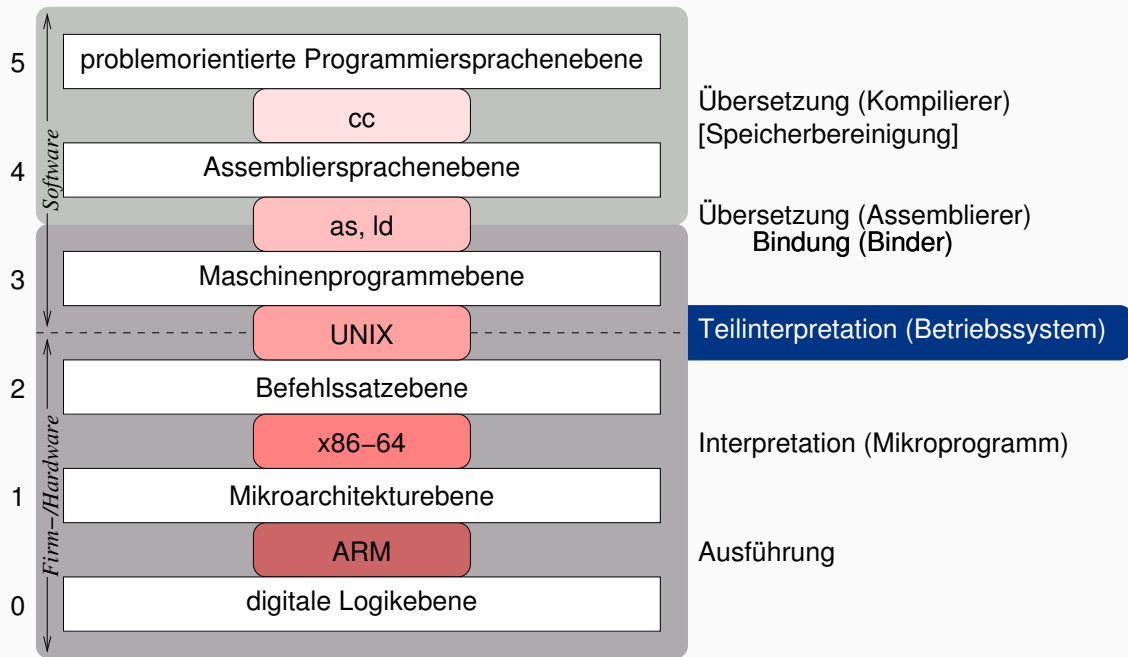 5
problemorientierte Programmiersprachenebene
cc
Übersetzung (Kompilierer)
[Speicherbereinigung]
4
Assembliersprachenebene
Software
as, ld
Übersetzung (Assemblierer)
Bindung (Binder)
3
Maschinenprogrammebene
UNIX
Teilinterpretation (Betriebssystem)
2
Befehlssatzebene
x86–64
Interpretation (Mikroprogramm)
1
Mikroarchitekturebene
Firm–/Hardware
ARM
Ausführung
0
digitale Logikebene